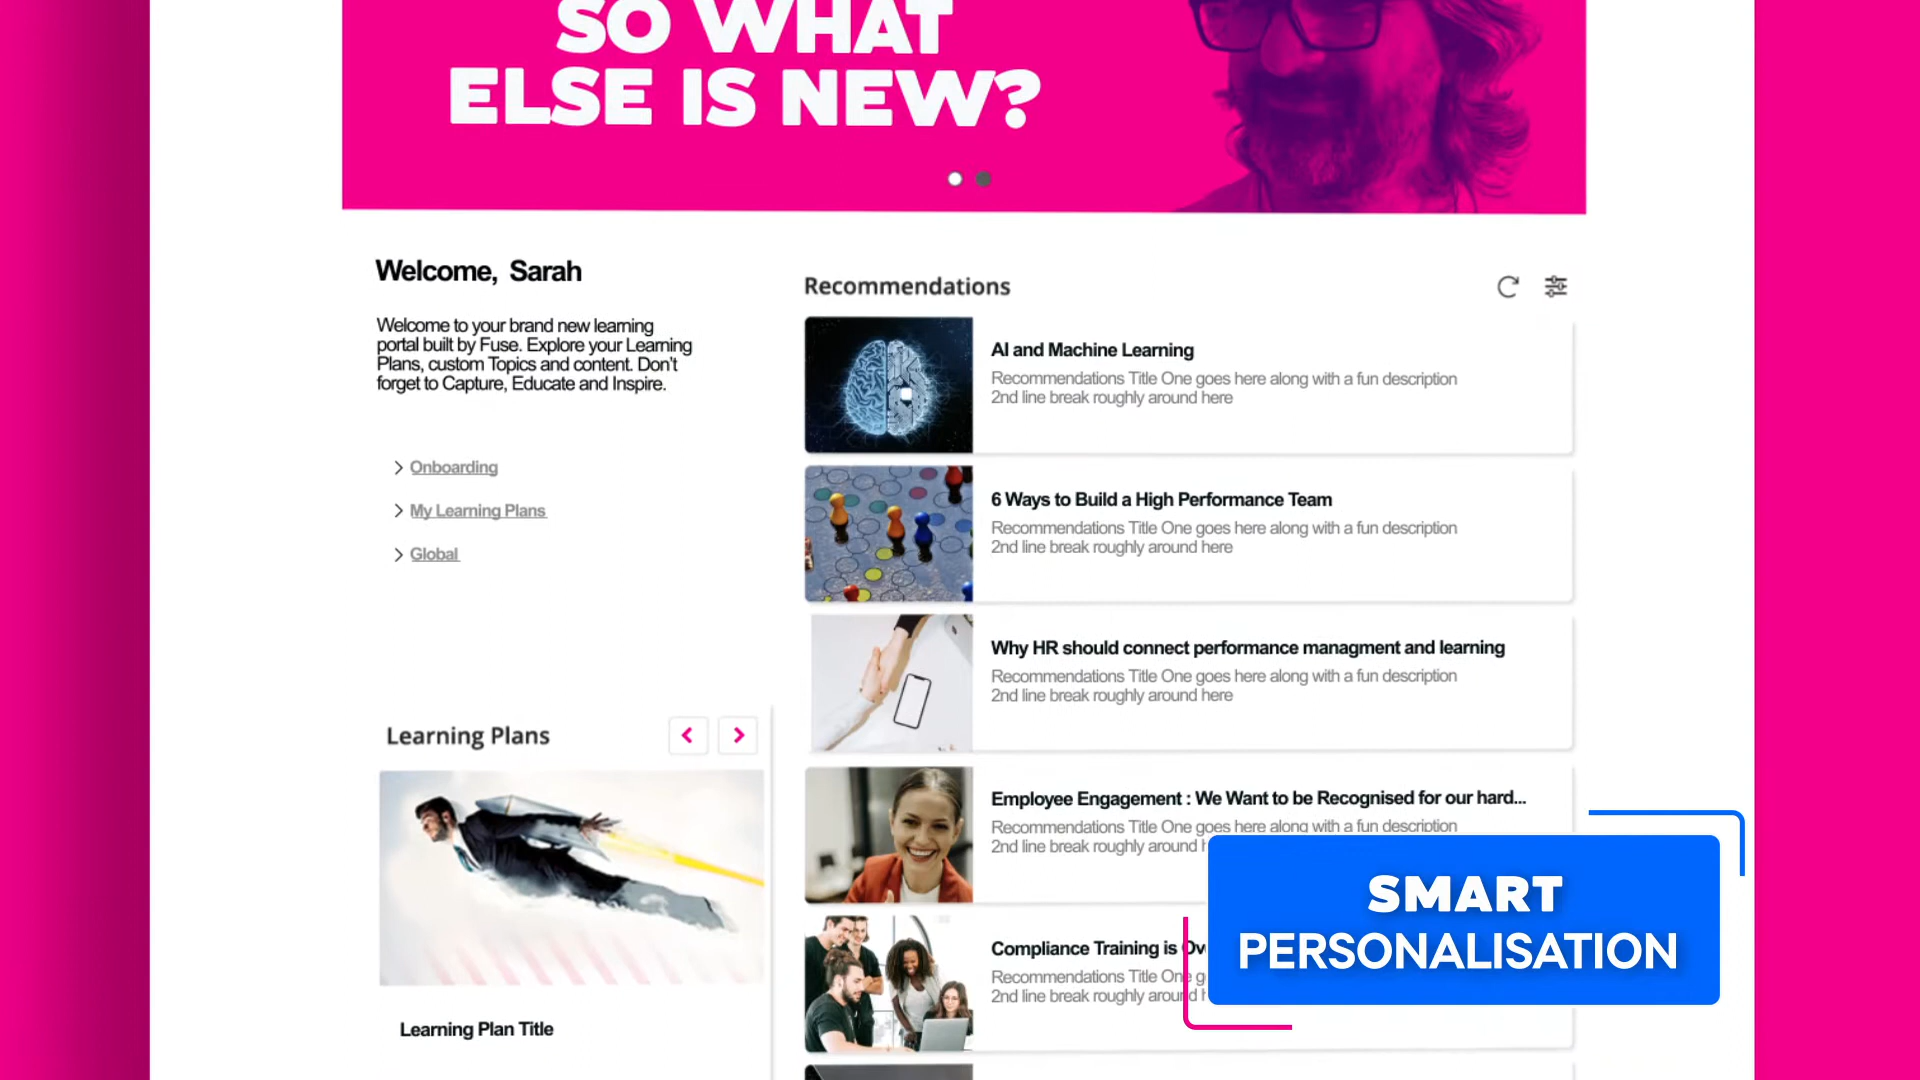 SO WHAT
ELSE IS NEW?
Welcome, Sarah
Welcome to your brand new learning
portal built by Fuse. Explore your Learning
Plans, custom Topics and content. Don't
forget to Capture, Educate and Inspire.
Onboarding
My Learning Plans
Global
Learning Plans
Learning Plan Title
Recommendations
AI and Machine Learning
Recommendations Title One goes here along with a fun description
2nd line break roughly around here
6 Ways to Build a High Performance Team
Recommendations Title One goes here along with a fun description
2nd line break roughly around here
Why HR should connect performance managment and learning
Recommendations Title One goes here along with a fun description
2nd line break roughly around here
Employee Engagement : We Want to be Recognised for our hard...
Recommendations Title One goes here along with a fun description
2nd line break roughly around
Compliance Training is
Recommendations Title One
2nd line break roughly around
SMART
PERSONALISATION